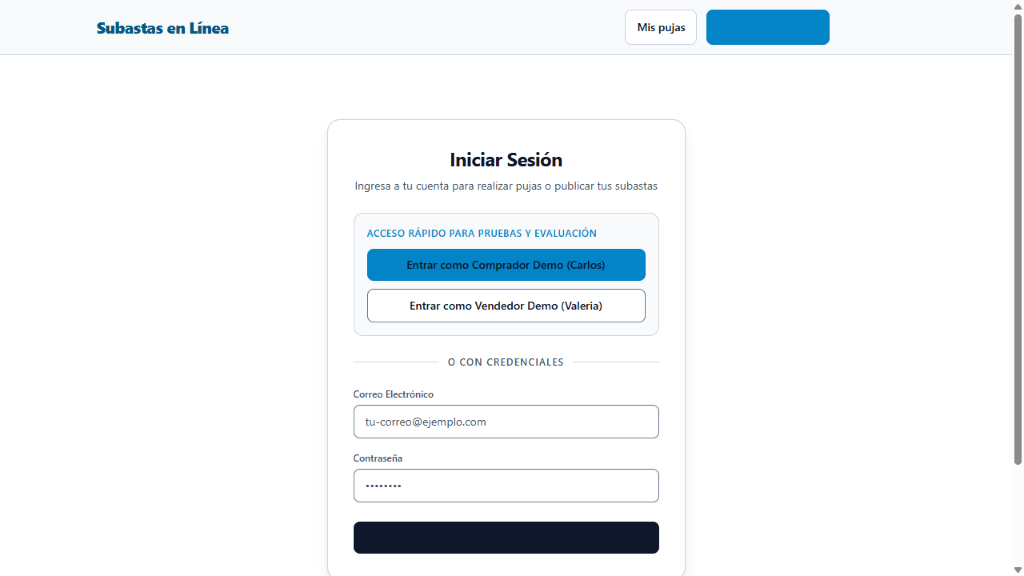 Subastas en Línea
Mis pujas
Iniciar Sesión
Ingresa a tu cuenta para realizar pujas o publicar tus subastas
ACCESO RÁPIDO PARA PRUEBAS Y EVALUACIÓN
Entrar como Comprador Demo (Carlos)
Entrar como Vendedor Demo (Valeria)
O CON CREDENCIALES
Correo Electrónico
tu-correo@ejemplo.com
Contraseña
••••••••